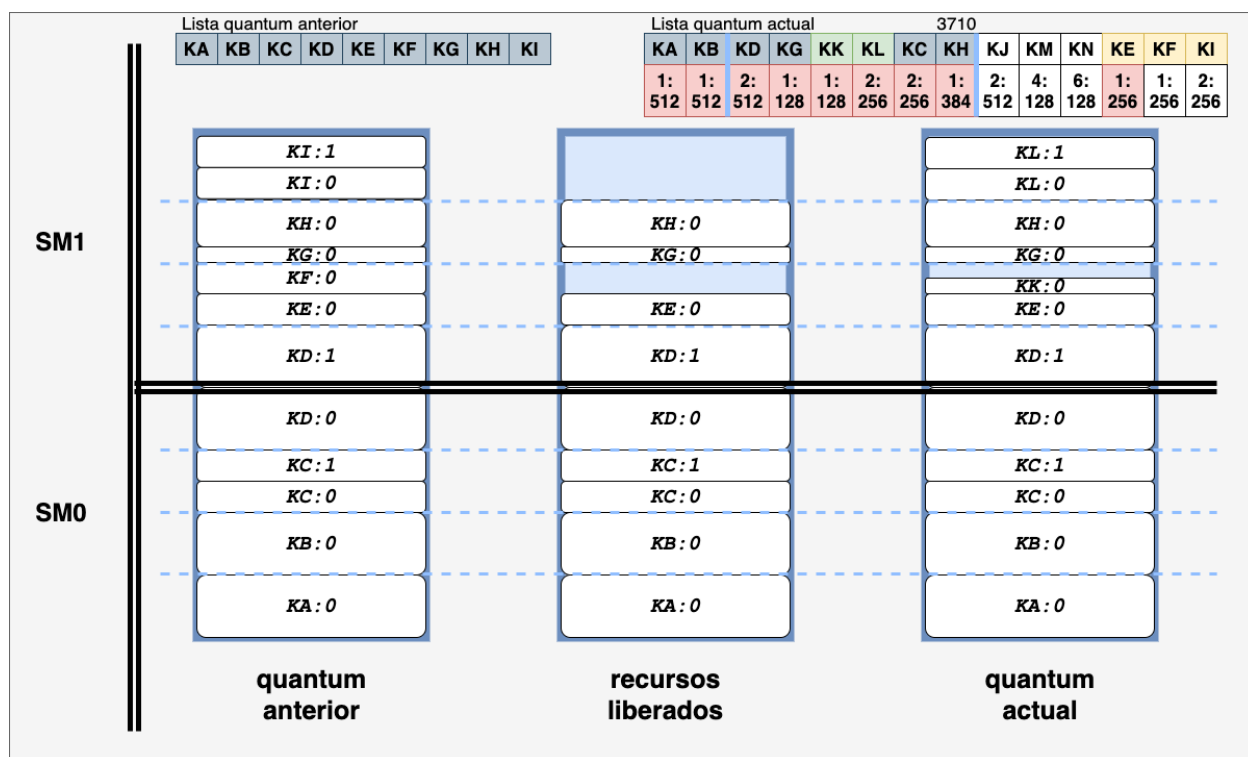 Lista quantum anterior
KA KB KC KD KE KF KG KH KI
Lista quantum actual 3710
KA KB KD KG KK KL KC KH KJ KM KN KE KF KI
1: 1: 2: 1: 1: 2: 2: 1: 2: 4: 6: 1: 1: 2:
512 512 512 128 128 256 256 384 512 128 128 256 256 256
SM1
KI:1
KI:0
KH:0
KG:0
KF:0
KE:0
KD:1
KH:0
KG:0
KE:0
KD:1
KL:1
KL:0
KH:0
KG:0
KK:0
KE:0
KD:1
SM0
KD:0
KC:1
KC:0
KB:0
KA:0
KD:0
KC:1
KC:0
KB:0
KA:0
KD:0
KC:1
KC:0
KB:0
KA:0
quantum
anterior
recursos
liberados
quantum
actual